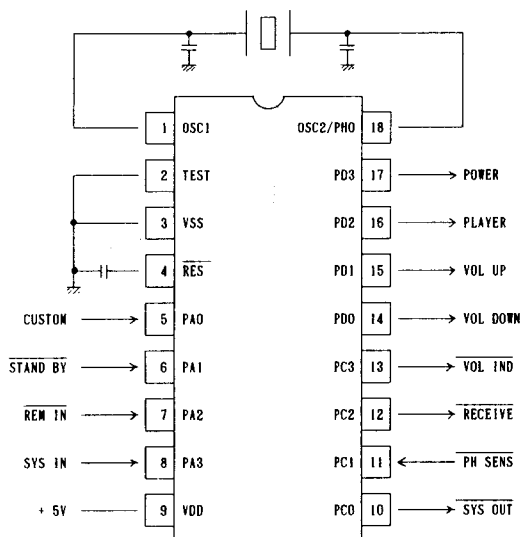 1 OSC1 OSC2/PHO 18
2 TEST PD3 17 POWER
3 VSS PD2 16 PLAYER
4 RES PD1 15 VOL UP
CUSTOM 5 PA0 PD0 14 VOL DOWN
STAND BY 6 PA1 PC3 13 VOL IND
REM IN 7 PA2 PC2 12 RECEIVE
SYS IN 8 PA3 PC1 11 PH SENS
+ 5V 9 VDD PC0 10 SYS OUT